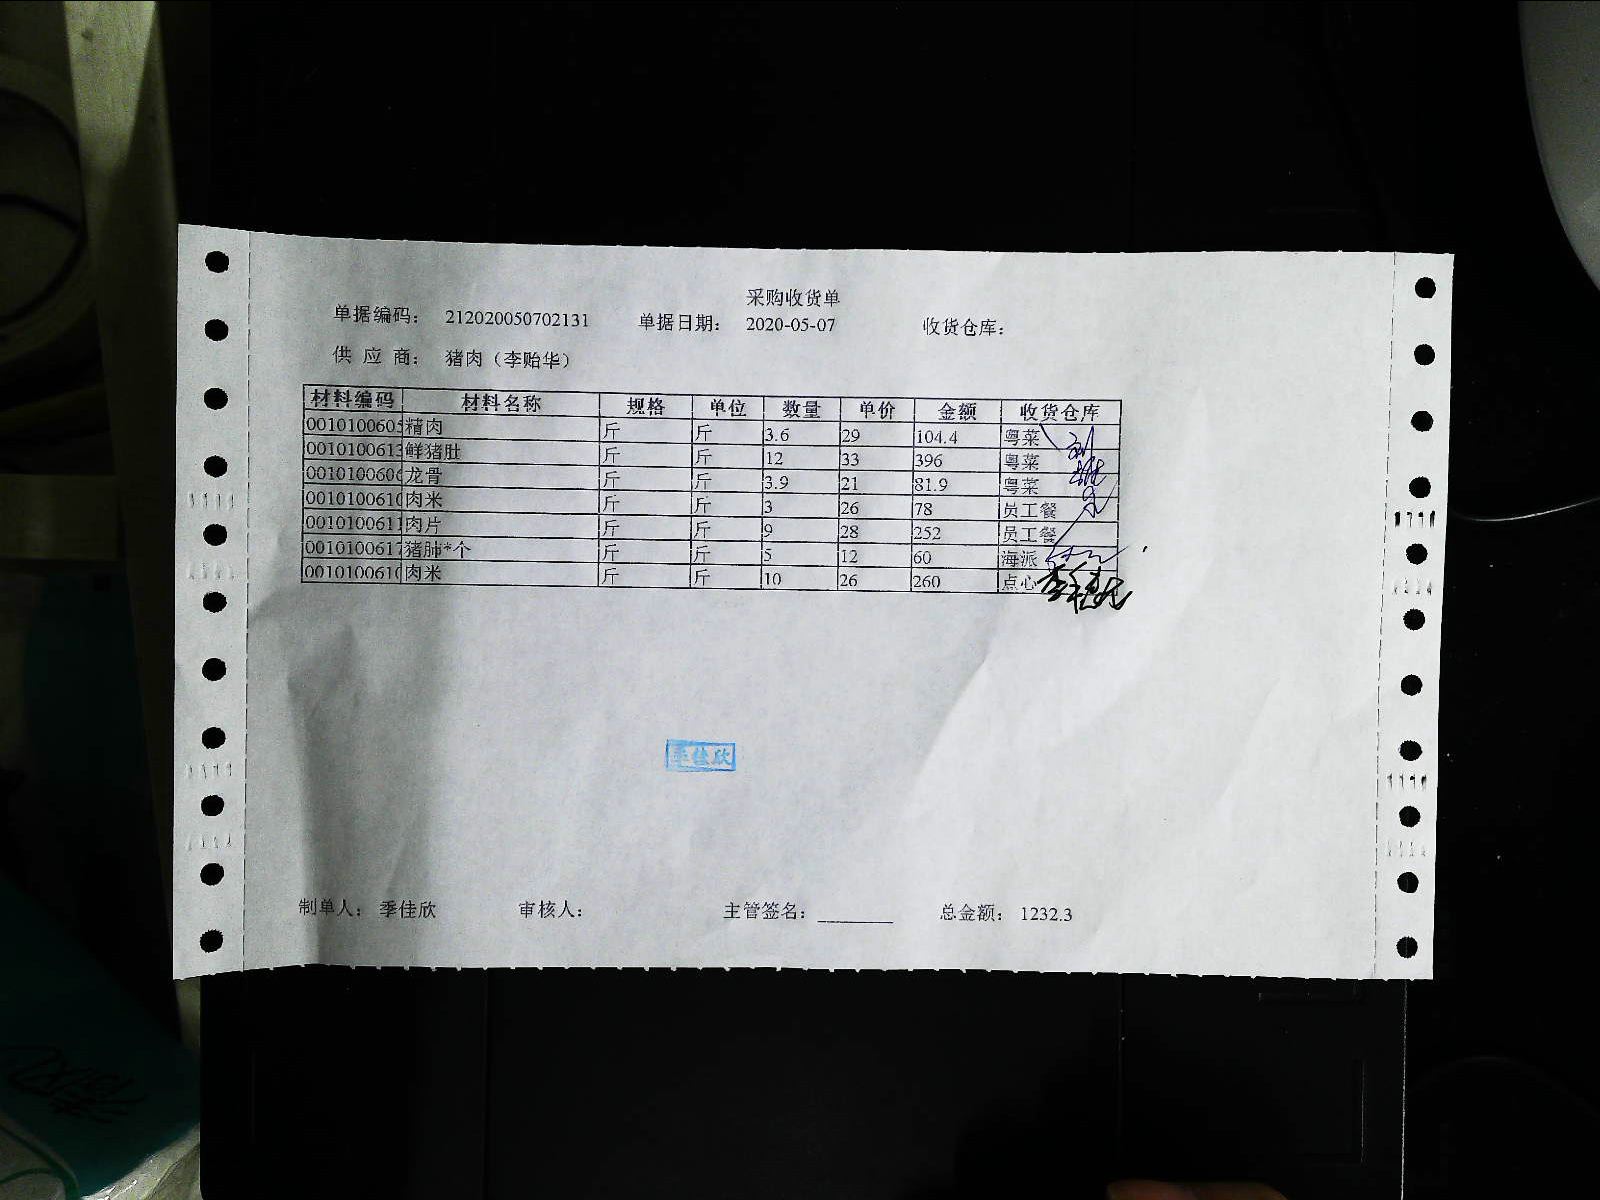 采购收货单
单据编码： 212020050702131 单据日期： 2020-05-07 收货仓库：
供 应 商： 猪肉（李贻华）
材料编码 材料名称 规格 单位 数量 单价 金额 收货仓库
001010060 精肉 斤 斤 3.6 29 104.4 粤菜
0010100613 鲜猪肚 斤 斤 12 33 396 粤菜
001010060 龙骨 斤 斤 3.9 21 81.9 粤菜
001010061 肉米 斤 斤 3 26 78 员工餐
001010061 肉片 斤 斤 9 28 252 员工餐
0010100617 猪肺*个 斤 斤 5 12 60 海派
001010061 肉米 斤 斤 10 26 260 点心
季佳欣
制单人： 季佳欣 审核人： 主管签名： 总金额： 1232.3